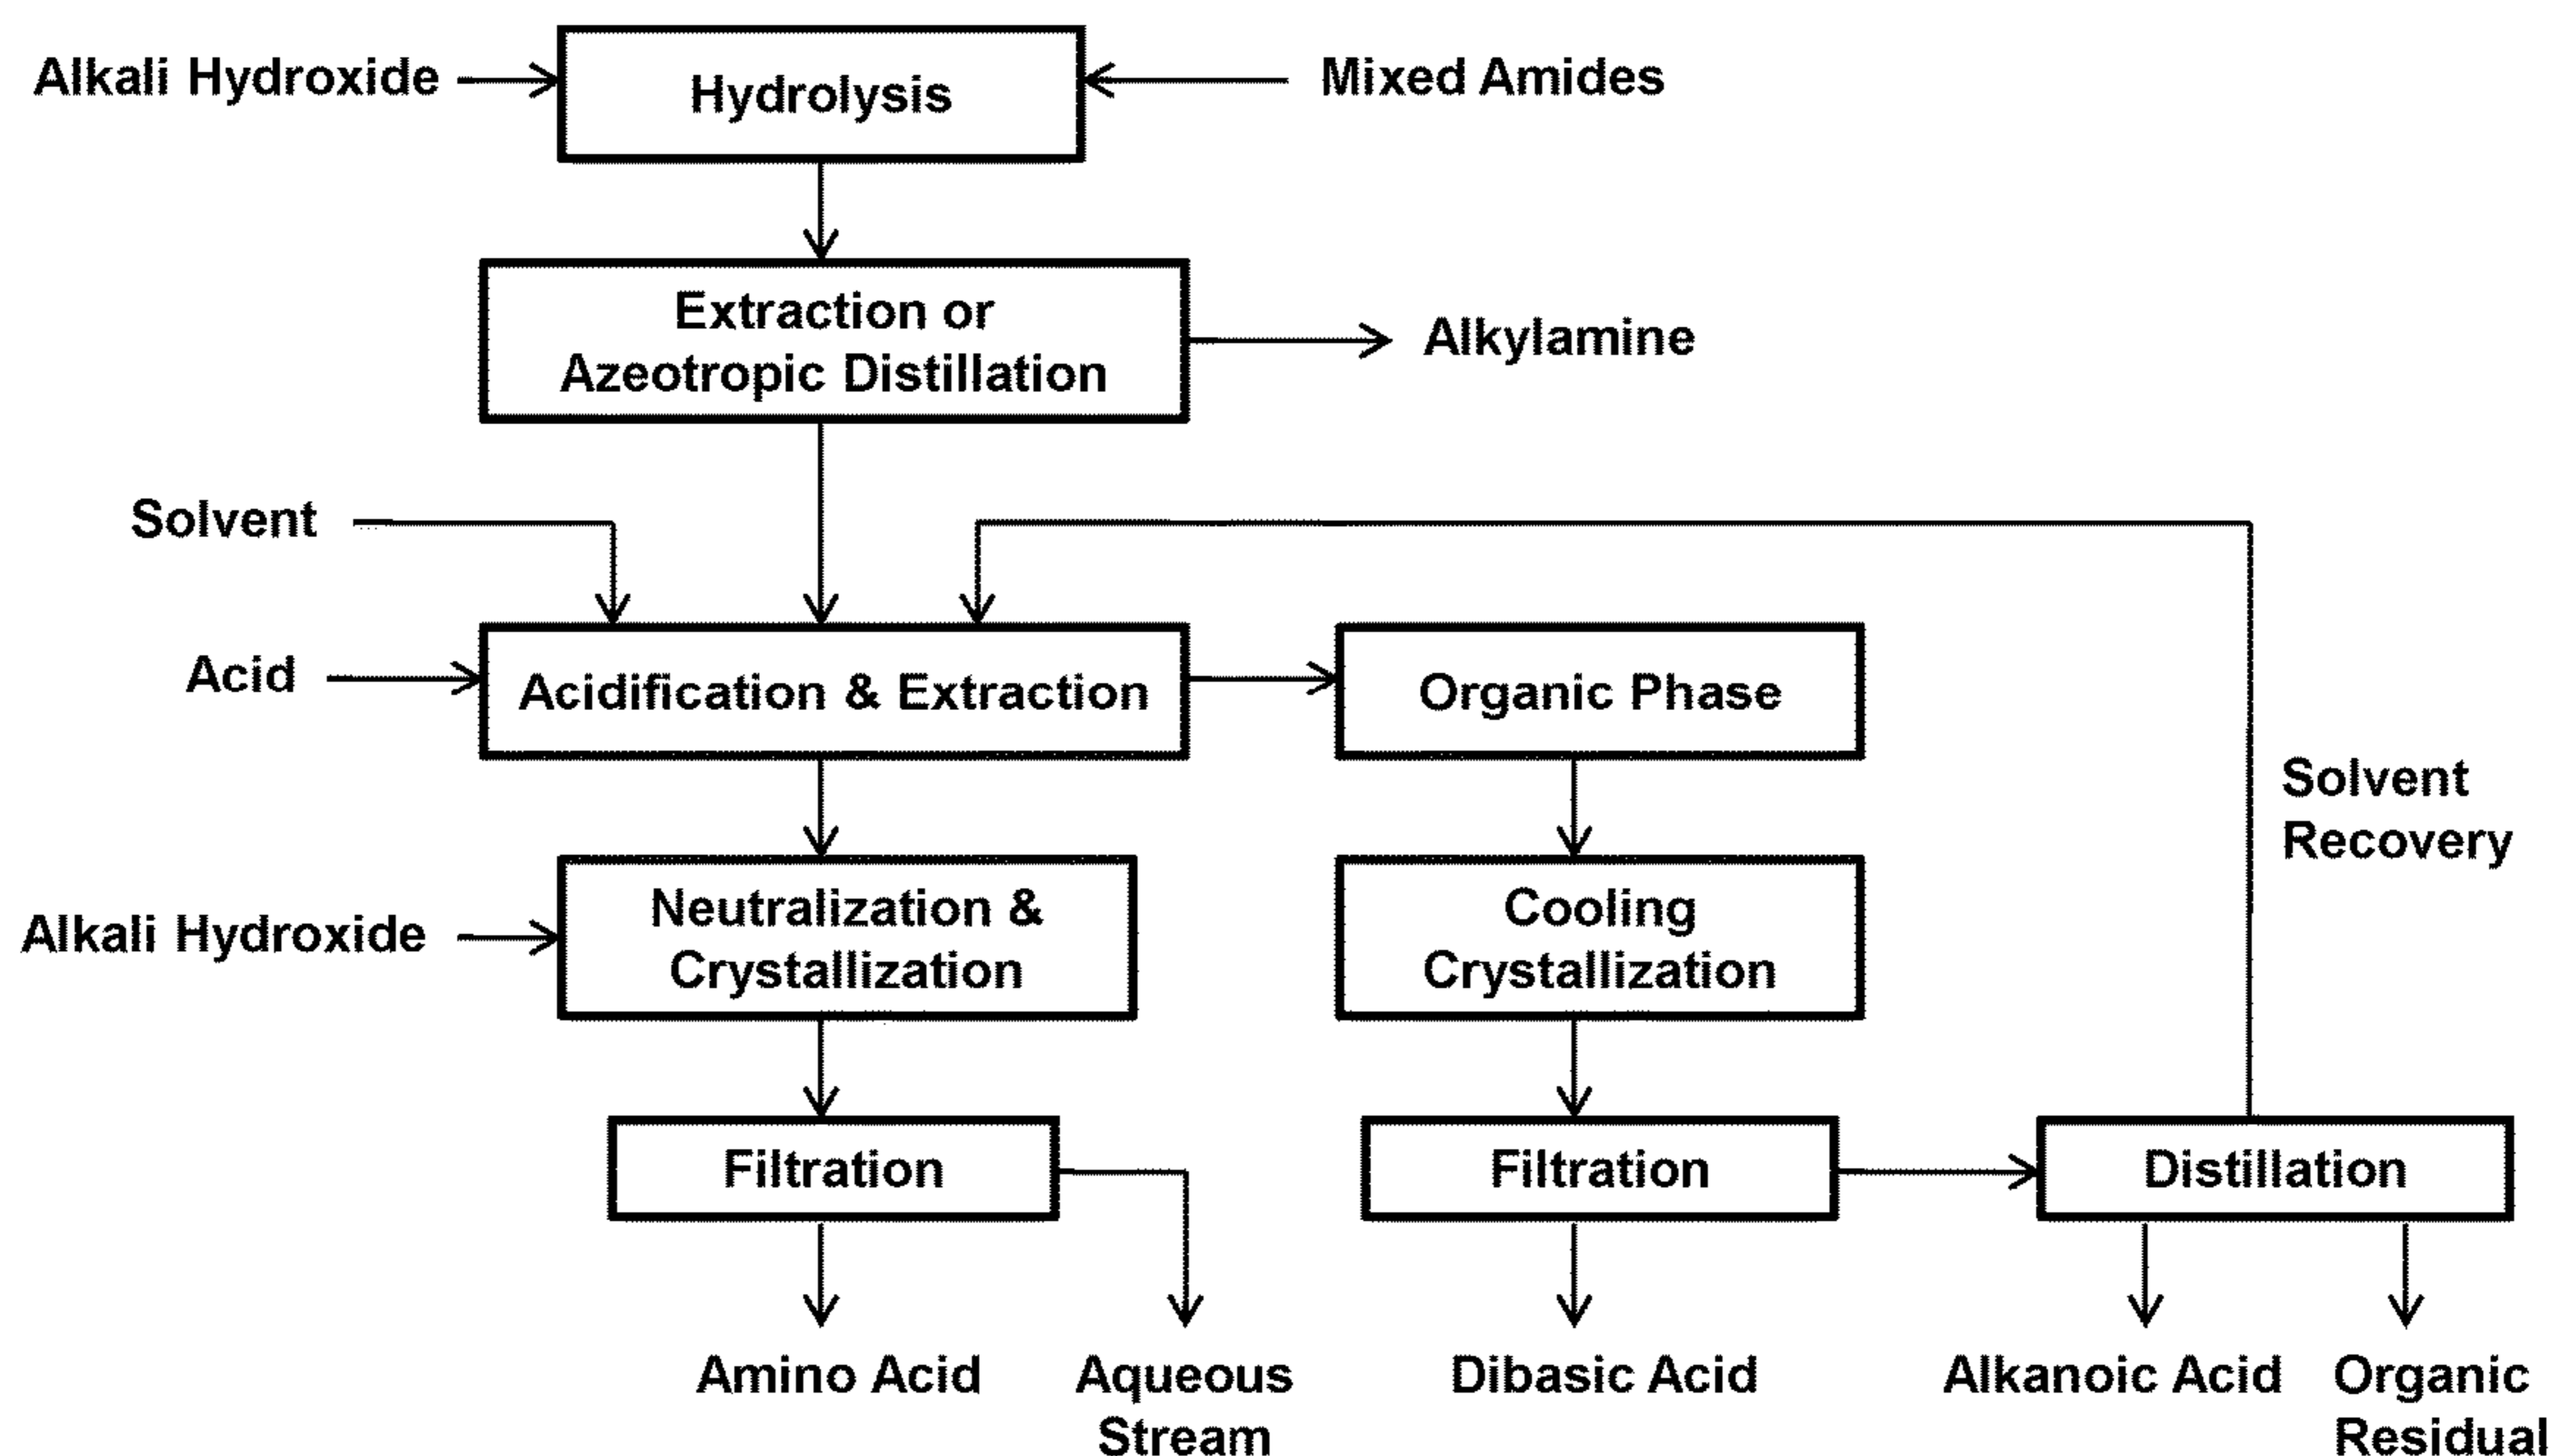 Alkali Hydroxide
Hydrolysis
Mixed Amides
Extraction or
Azeotropic Distillation
Alkylamine
Solvent
Acid
Acidification & Extraction
Organic Phase
Solvent
Recovery
Alkali Hydroxide
Neutralization &
Crystallization
Cooling
Crystallization
Filtration
Filtration
Distillation
Amino Acid
Aqueous
Stream
Dibasic Acid
Alkanoic Acid
Organic
Residual